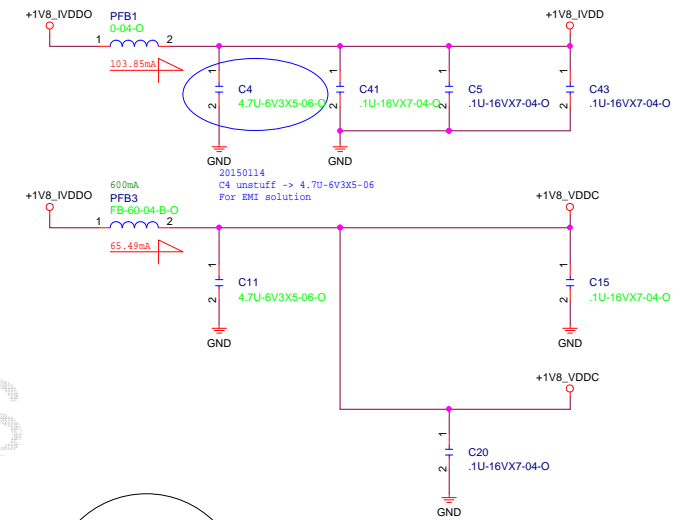 +1V8_IVDDO
PFB1
0-04-O
+1V8_IVDD
1
2
103.85mA
1
2
C4
4.7U-6V3X5-06-O
1
2
C41
.1U-16VX7-04-O
1
2
C5
.1U-16VX7-04-O
1
2
C43
.1U-16VX7-04-O
GND
GND
20150114
C4 unstuff -> 4.7U-6V3X5-06
For EMI solution
+1V8_IVDDO
600mA
PFB3
FB-60-04-B-O
+1V8_VDDC
1
2
65.49mA
1
2
C11
4.7U-6V3X5-06-O
1
2
C15
.1U-16VX7-04-O
GND
GND
+1V8_VDDC
1
2
C20
.1U-16VX7-04-O
GND